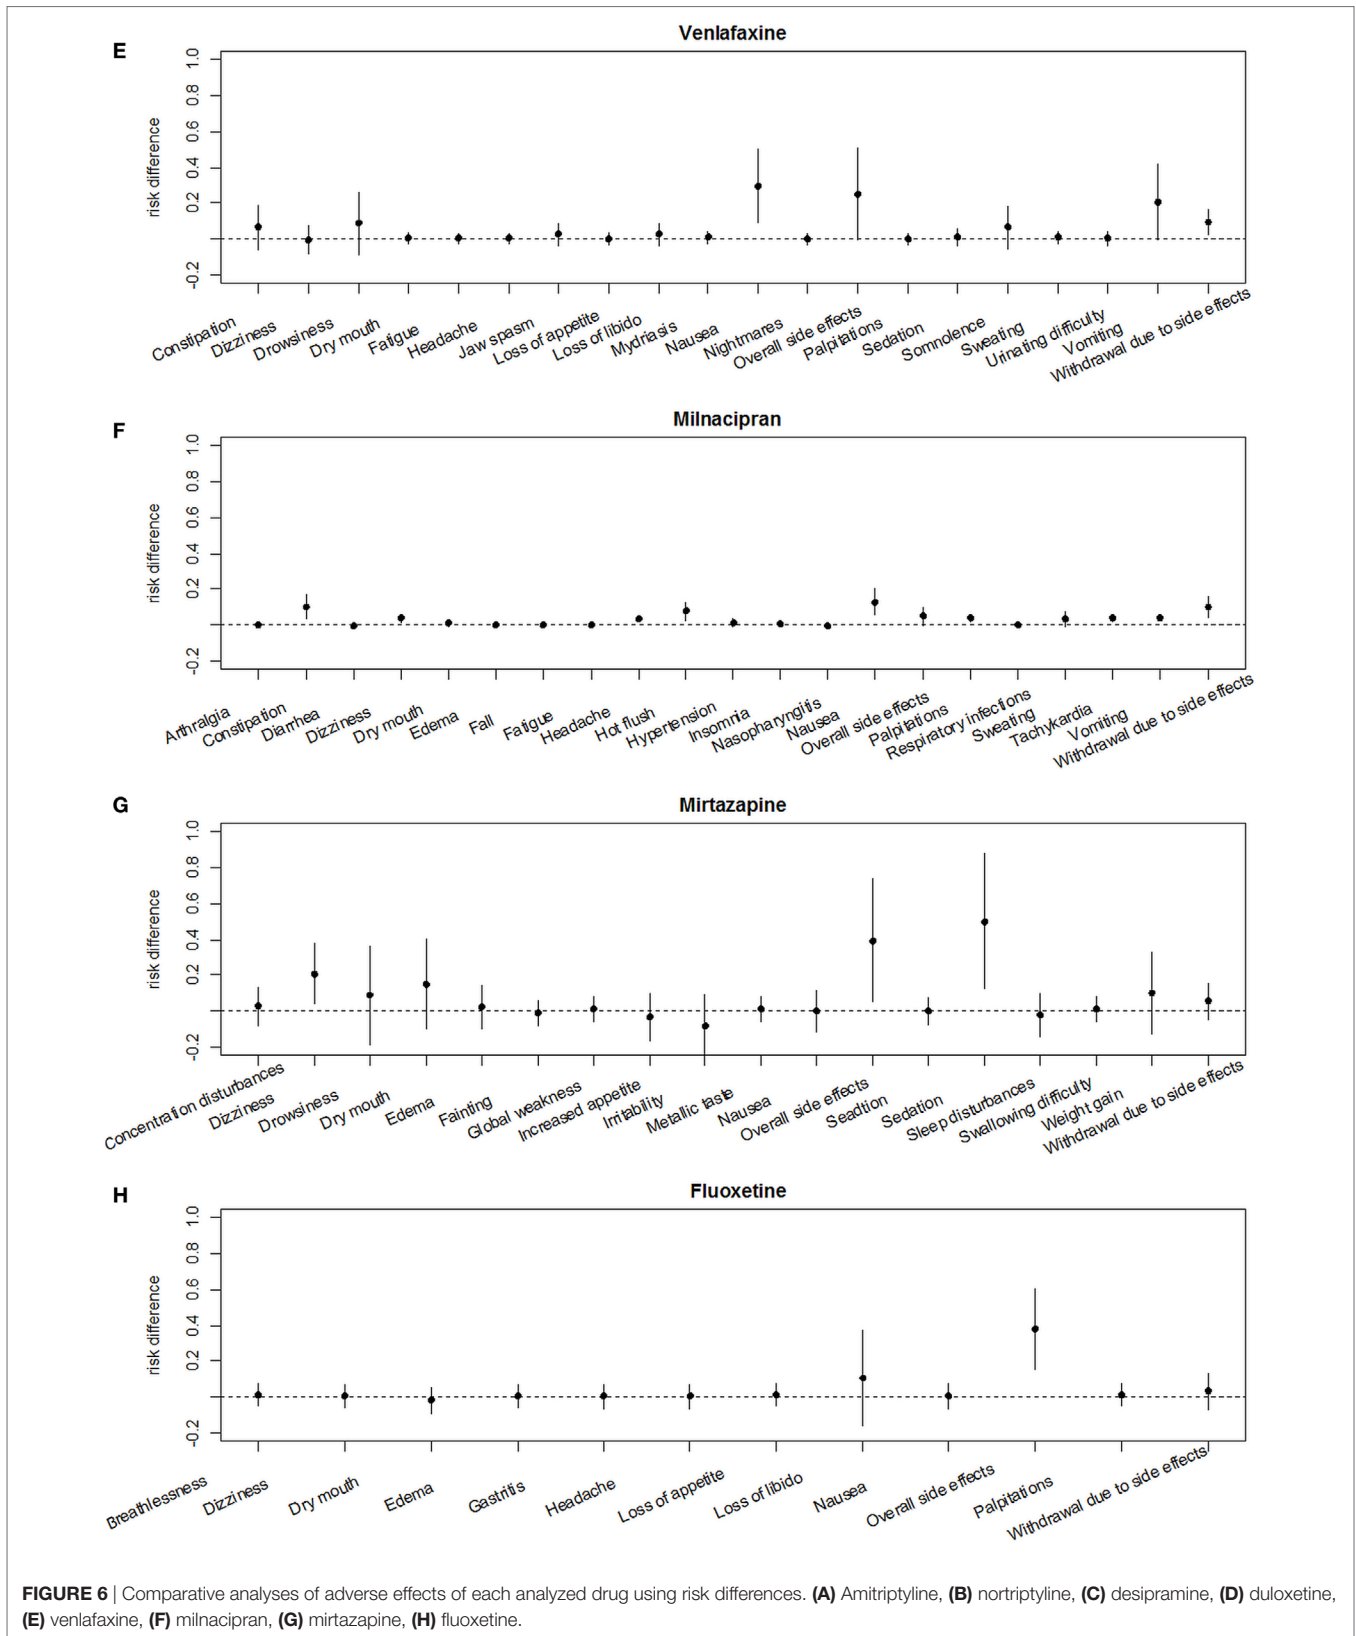 E
Venlafaxine
risk difference
1.0
0.8
0.6
0.4
0.2
-0.2
Constipation
Dizziness
Drowsiness
Dry mouth
Fatigue
Headache
Jaw spasm
Loss of appetite
Loss of libido
Mydriasis
Nausea
Nightmares
Overall side effects
Palpitations
Sedation
Somnolence
Sweating
Urinating difficulty
Vomiting
Withdrawal due to side effects
F
Milnacipran
risk difference
1.0
0.8
0.6
0.4
0.2
-0.2
Arthralgia
Constipation
Diarrhea
Dizziness
Dry mouth
Edema
Fall
Fatigue
Headache
Hot flush
Hypertension
Insomnia
Nasopharyngitis
Nausea
Overall side effects
Palpitations
Respiratory infections
Sweating
Tachykardia
Vomiting
Withdrawal due to side effects
G
Mirtazapine
risk difference
1.0
0.8
0.6
0.4
0.2
-0.2
Concentration disturbances
Dizziness
Drowsiness
Dry mouth
Edema
Fainting
Global weakness
Increased appetite
Irritability
Metallic taste
Nausea
Overall side effects
Seadtion
Sedation
Sleep disturbances
Swallowing difficulty
Weight gain
Withdrawal due to side effects
H
Fluoxetine
risk difference
1.0
0.8
0.6
0.4
0.2
-0.2
Breathlessness
Dizziness
Dry mouth
Edema
Gastritis
Headache
Loss of appetite
Loss of libido
Nausea
Overall side effects
Palpitations
Withdrawal due to side effects
FIGURE 6 | Comparative analyses of adverse effects of each analyzed drug using risk differences. (A) Amitriptyline, (B) nortriptyline, (C) desipramine, (D) duloxetine,
(E) venlafaxine, (F) milnacipran, (G) mirtazapine, (H) fluoxetine.